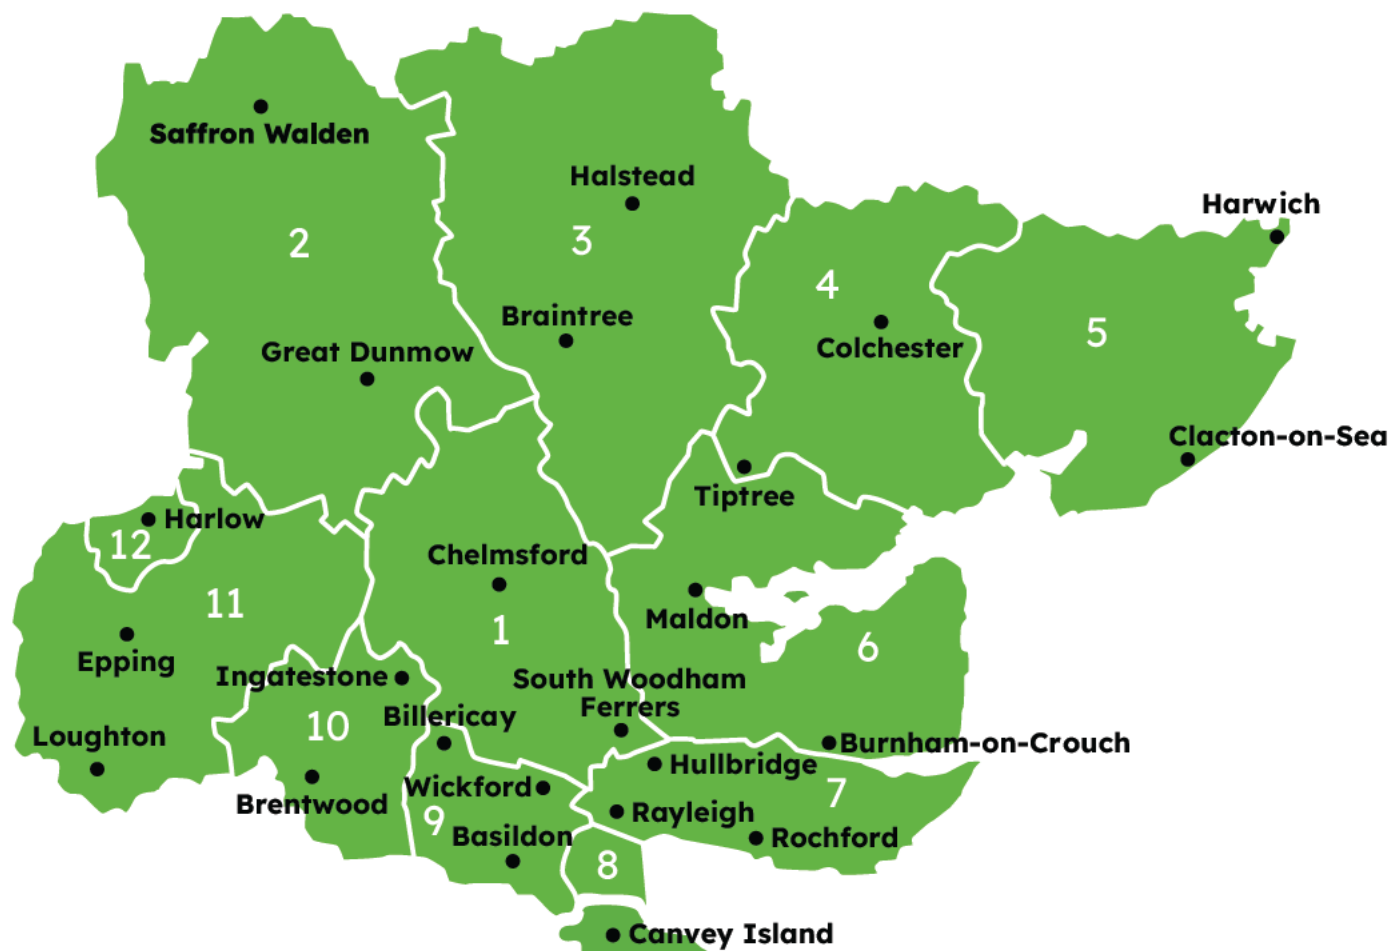 Saffron Walden
Halstead
Harwich
2
3
4
Braintree
5
Great Dunmow
Colchester
Clacton-on-Sea
Tiptree
Harlow
12
Chelmsford
11
Maldon
1
6
Epping
Ingatestone
South Woodham
Ferrers
10
Billericay
Loughton
Burnham-on-Crouch
Hullbridge
Wickford
7
Brentwood
9
Rayleigh
Basildon
Rochford
8
Canvey Island